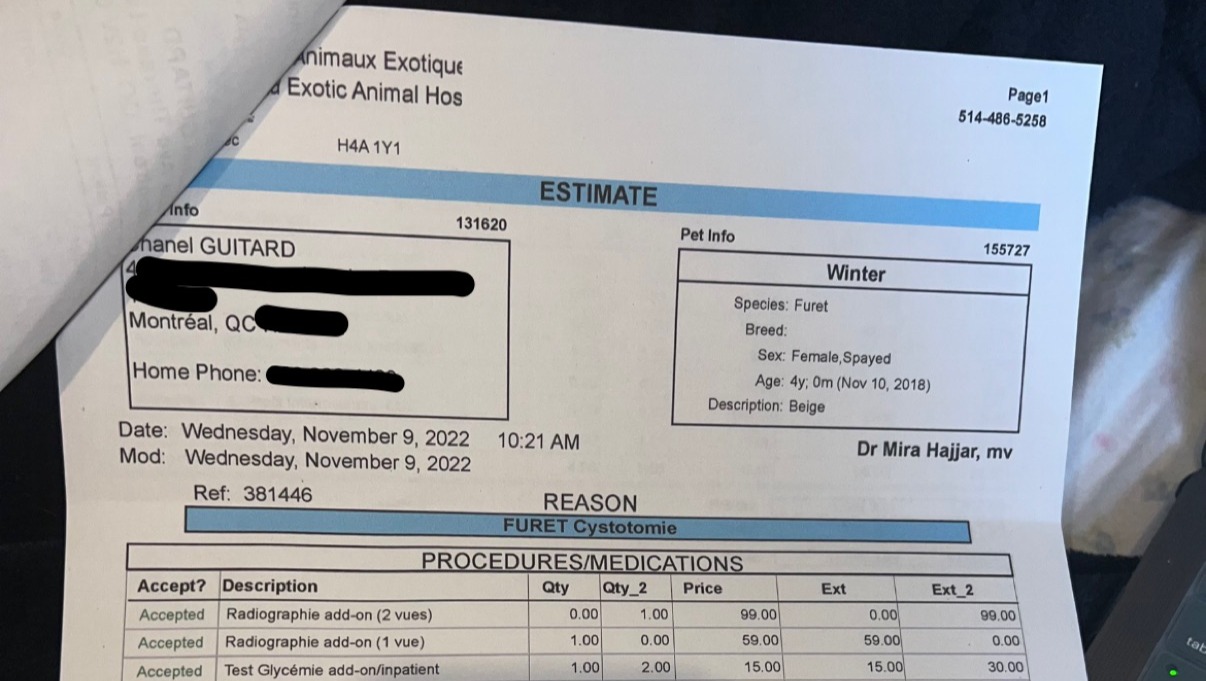 Animaux Exotique
Exotic Animal Hos
Page1
514-486-5258
H4A 1Y1
ESTIMATE
Info
131620
hanel GUITARD
4
Montréal, QC
Home Phone:
Pet Info
155727
Winter
Species: Furet
Breed:
Sex: Female,Spayed
Age: 4y; 0m (Nov 10, 2018)
Description: Beige
Date: Wednesday, November 9, 2022 10:21 AM
Mod: Wednesday, November 9, 2022
Dr Mira Hajjar, mv
Ref: 381446
REASON
FURET Cystotomie
PROCEDURES/MEDICATIONS
Accept? Description Qty Qty_2 Price Ext Ext_2
Accepted Radiographie add-on (2 vues) 0.00 1.00 99.00 0.00 99.00
Accepted Radiographie add-on (1 vue) 1.00 0.00 59.00 59.00 0.00
Accepted Test Glycémie add-on/inpatient 1.00 2.00 15.00 15.00 30.00
tab